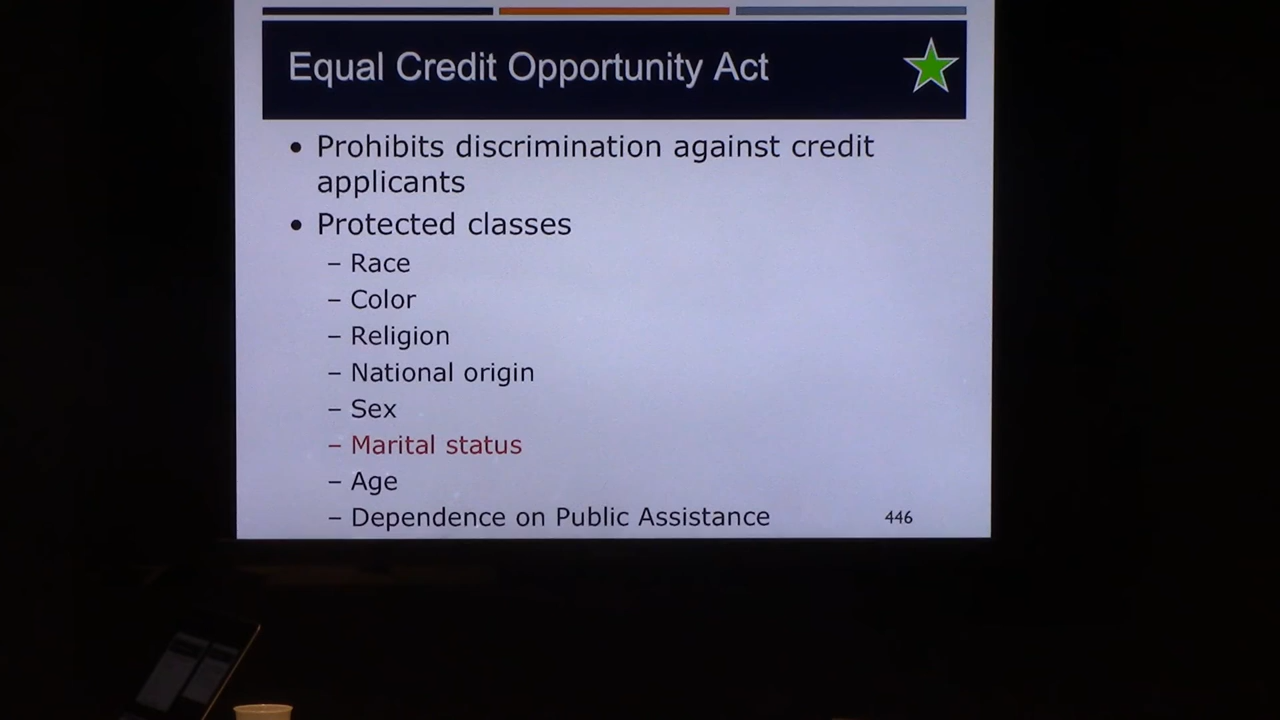 Equal Credit Opportunity Act
• Prohibits discrimination against credit
applicants
• Protected classes
– Race
– Color
– Religion
– National origin
– Sex
– Marital status
– Age
– Dependence on Public Assistance
446